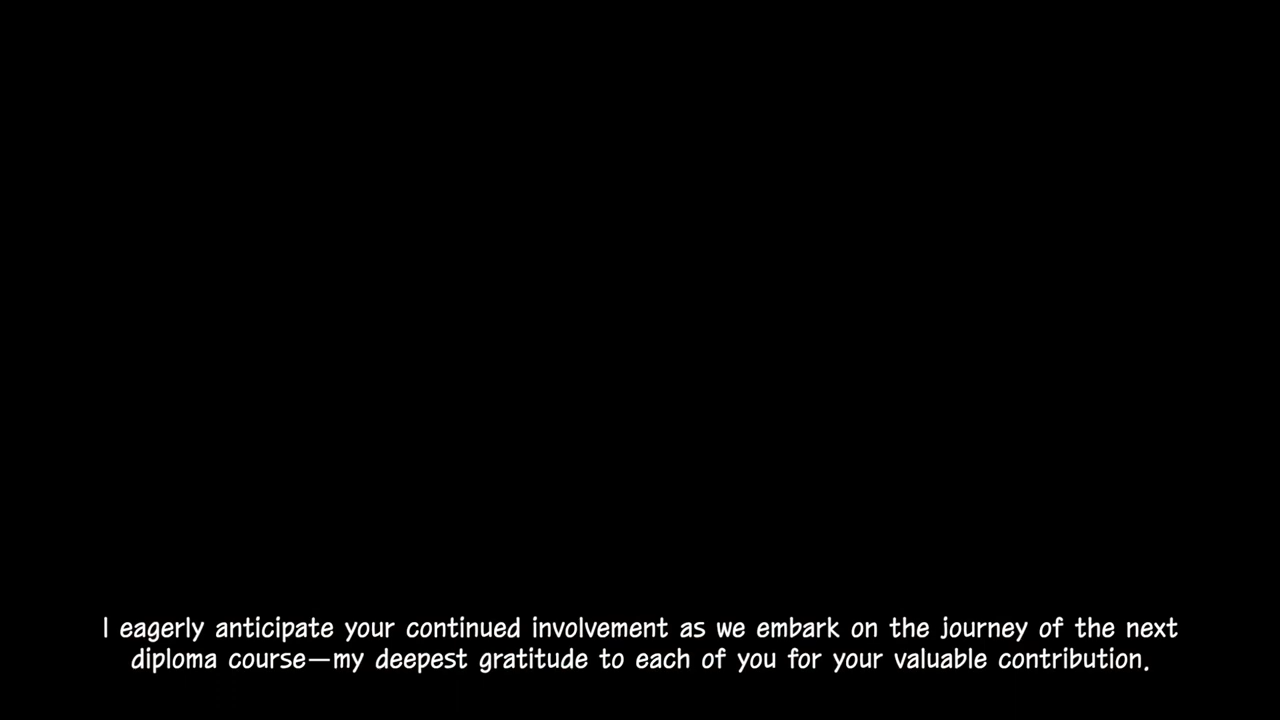 I eagerly anticipate your continued involvement as we embark on the journey of the next
diploma course—my deepest gratitude to each of you for your valuable contribution.